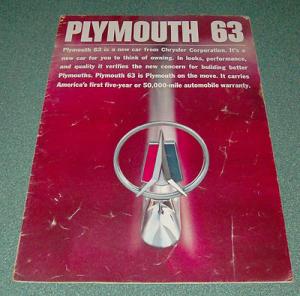 PLYMOUTH 63
Plymouth 63 is a new car from Chrysler Corporation. It's a
new car for you to think of owning. In looks, performance,
and quality it verifies the new concern for building better
Plymouths. Plymouth 63 is Plymouth on the move. It carries
America's first five-year or 50,000-mile automobile warranty.